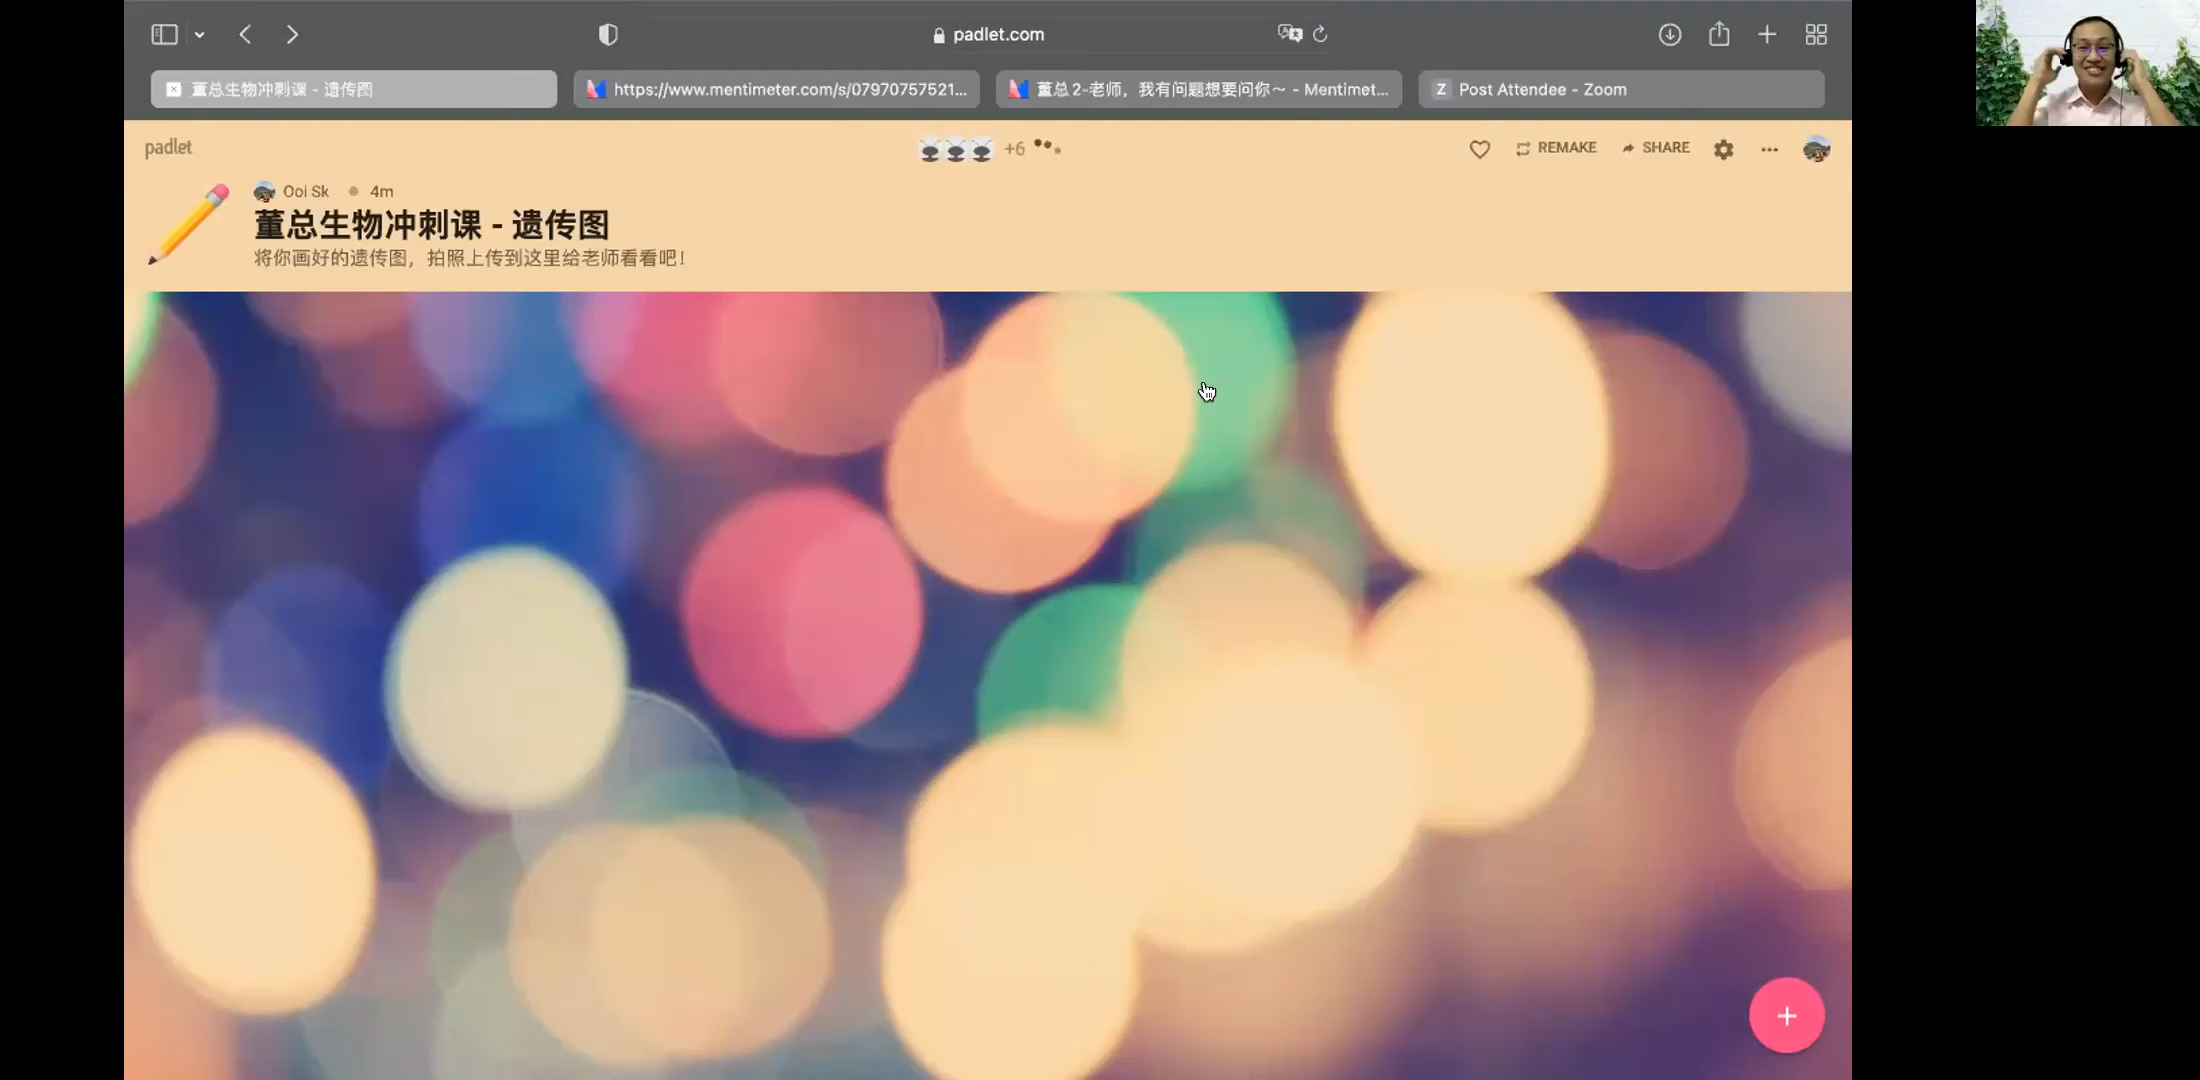 padlet.com
董总生物冲刺课 - 遗传图
https://www.mentimeter.com/s/07970757521...
董总2-老师，我有问题想要问你～ - Mentimet...
Z Post Attendee - Zoom
padlet
+6
REMAKE
SHARE
Ooi Sk
4m
董总生物冲刺课 - 遗传图
将你画好的遗传图，拍照上传到这里给老师看看吧！